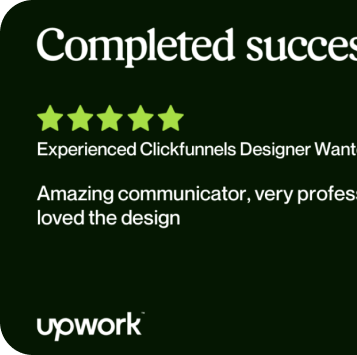 Completed succes
Experienced Clickfunnels Designer Want
Amazing communicator, very profes
loved the design
upwork